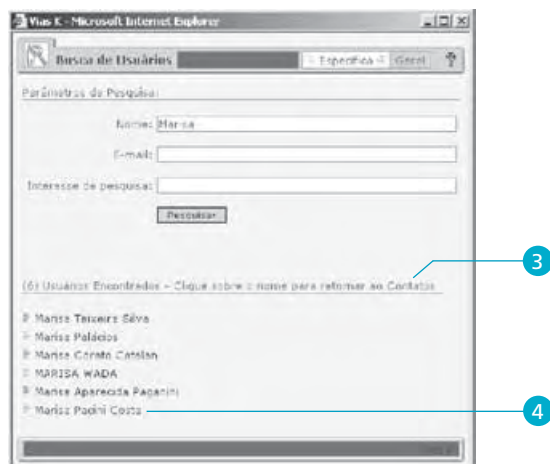 Vias K - Microsoft Internet Explorer
Busca de Usuários
Específica
Geral
?
Parâmetros de Pesquisa:
Nome: Marisa
E-mail:
Interesse de pesquisa:
Pesquisar
3
(6) Usuários Encontrados - Clique sobre o nome para retornar ao Contatos
Marisa Teixeira Silva
Marisa Palácios
Marisa Catalan
MARISA WADA
Marisa Aparecida Paganini
Marisa Pacini Costa
4